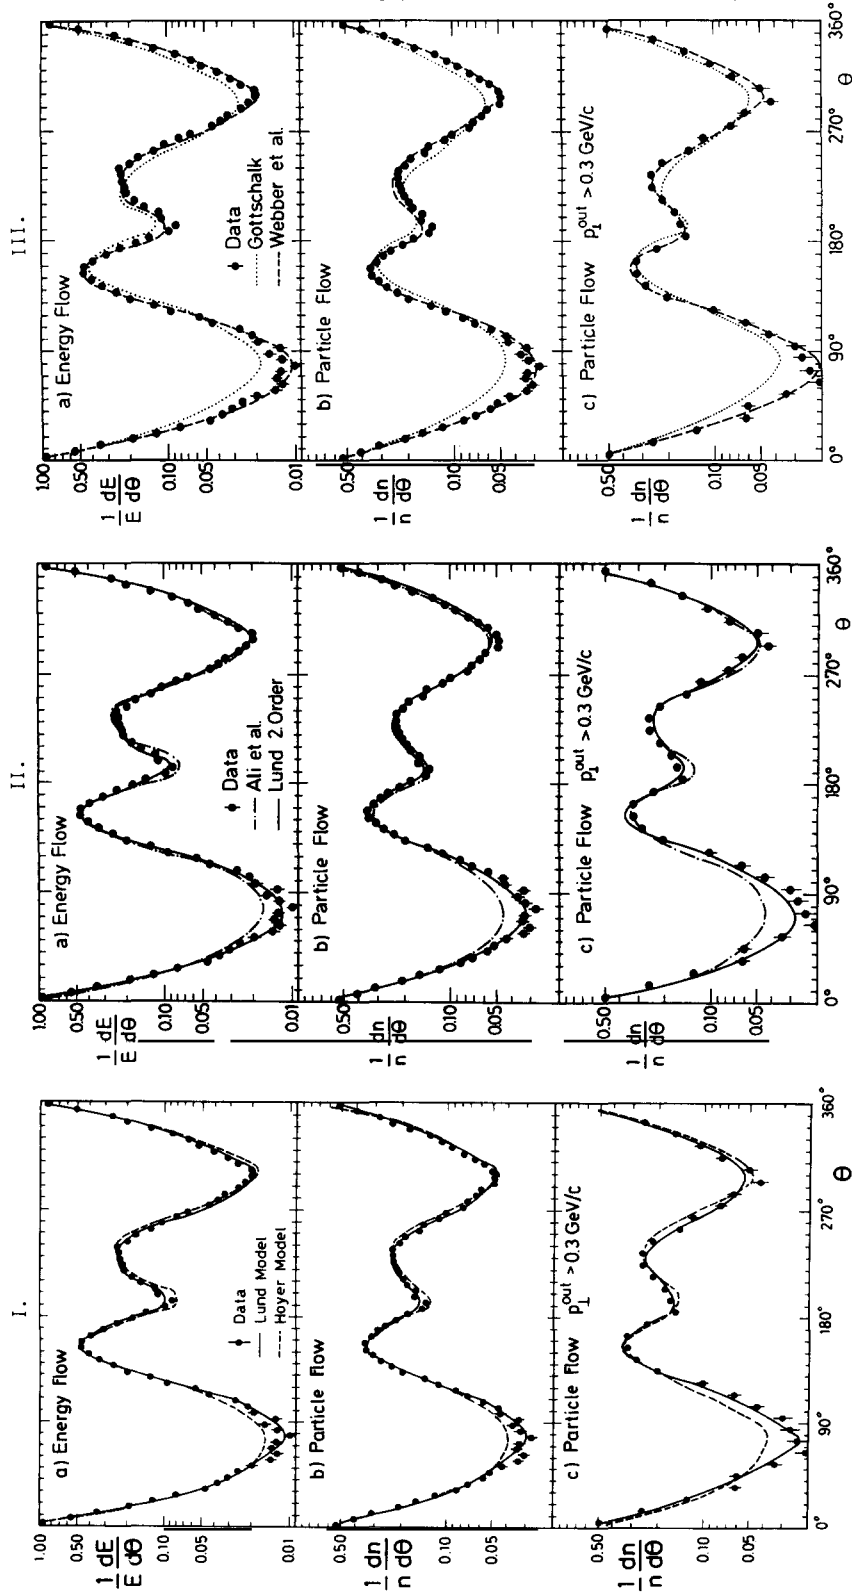 I.
a) Energy Flow
Data
Lund Model
Hoyer Model
1.00
0.50
0.10
0.05
0.01
1 dE
E dΘ
b) Particle Flow
0.50
0.10
0.05
1 dn
n dΘ
c) Particle Flow p⊥^out > 0.3 GeV/c
0.50
0.10
0.05
1 dn
n dΘ
0° 90° 180° 270° 360°
Θ
II.
a) Energy Flow
Data
Ali et al.
Lund 2.Order
1.00
0.50
0.10
0.05
0.01
1 dE
E dΘ
b) Particle Flow
0.50
0.10
0.05
1 dn
n dΘ
c) Particle Flow p⊥^out > 0.3 GeV/c
0.50
0.10
0.05
1 dn
n dΘ
0° 90° 180° 270° 360°
Θ
III.
a) Energy Flow
Data
Gottschalk
Webber et al.
1.00
0.50
0.10
0.05
0.01
1 dE
E dΘ
b) Particle Flow
0.50
0.10
0.05
1 dn
n dΘ
c) Particle Flow p⊥^out > 0.3 GeV/c
0.50
0.10
0.05
1 dn
n dΘ
0° 90° 180° 270° 360°
Θ